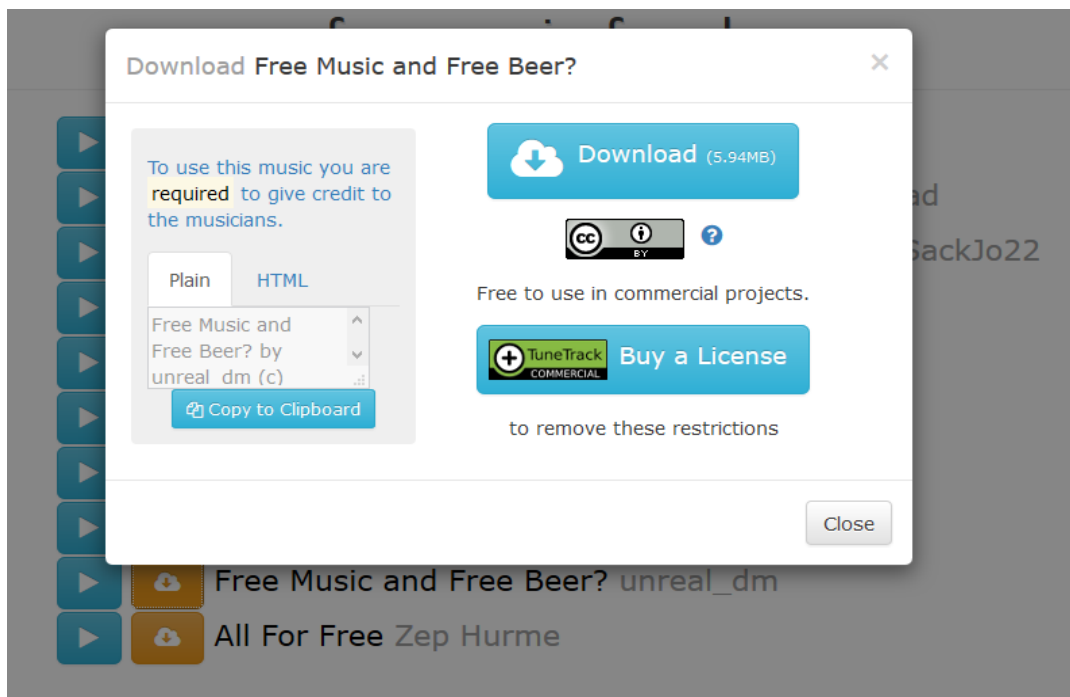 Download Free Music and Free Beer?
×
To use this music you are
required to give credit to
the musicians.
Plain HTML
Free Music and
Free Beer? by
unreal_dm (c)
Copy to Clipboard
Download (5.94MB)
cc BY
Free to use in commercial projects.
TuneTrack COMMERCIAL Buy a License
to remove these restrictions
Close
ad
SackJo22
Free Music and Free Beer? unreal_dm
All For Free Zep Hurme